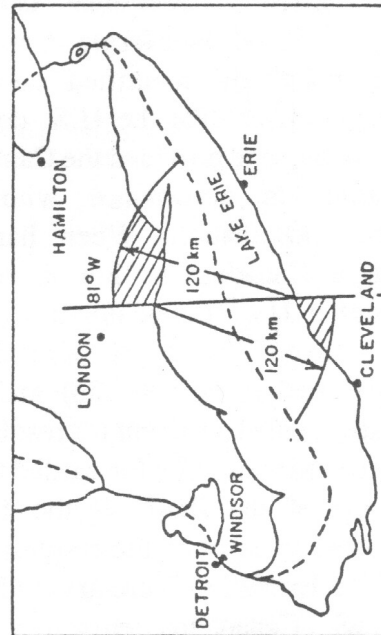 HAMILTON
LONDON
81°W
120 km
120 km
LAKE ERIE
ERIE
CLEVELAND
DETROIT
WINDSOR